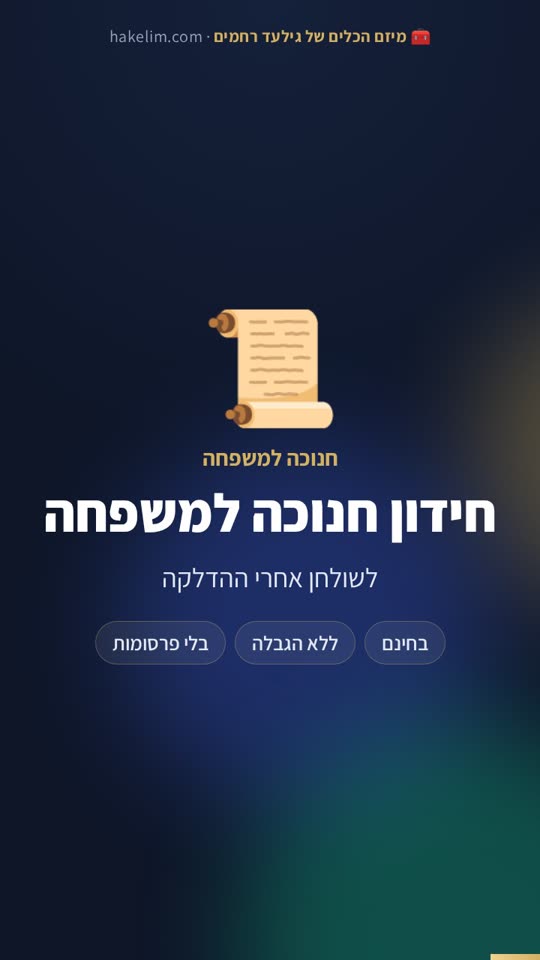 🧰 מיזם הכלים של גילעד רחמים · hakelim.com
חנוכה למשפחה
חידון חנוכה למשפחה
לשולחן אחרי ההדלקה
בחינם
ללא הגבלה
בלי פרסומות